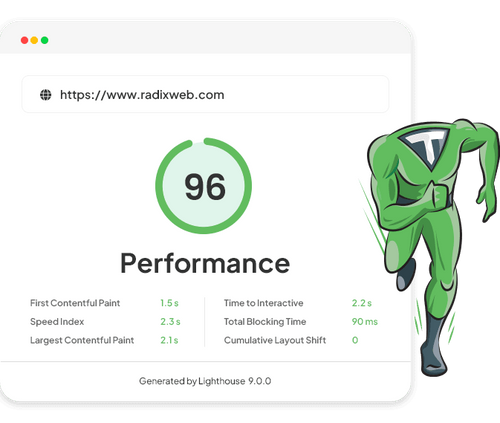 https://www.radixweb.com
96
Performance
First Contentful Paint 1.5 s
Time to Interactive 2.2 s
Speed Index 2.3 s
Total Blocking Time 90 ms
Largest Contentful Paint 2.1 s
Cumulative Layout Shift 0
Generated by Lighthouse 9.0.0
T